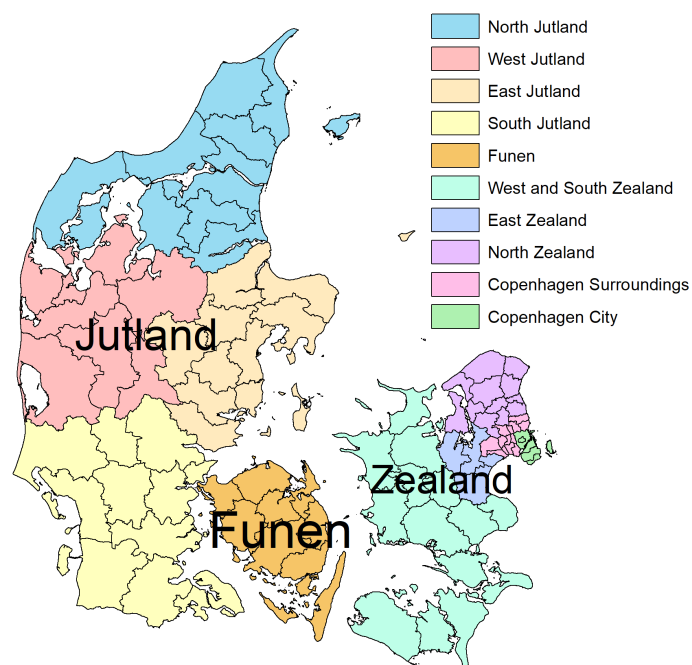 North Jutland
West Jutland
East Jutland
South Jutland
Funen
West and South Zealand
East Zealand
North Zealand
Copenhagen Surroundings
Copenhagen City
Jutland
Zealand
Funen